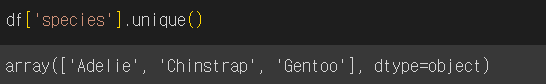 df['species'].unique()
array(['Adelie', 'Chinstrap', 'Gentoo'], dtype=object)